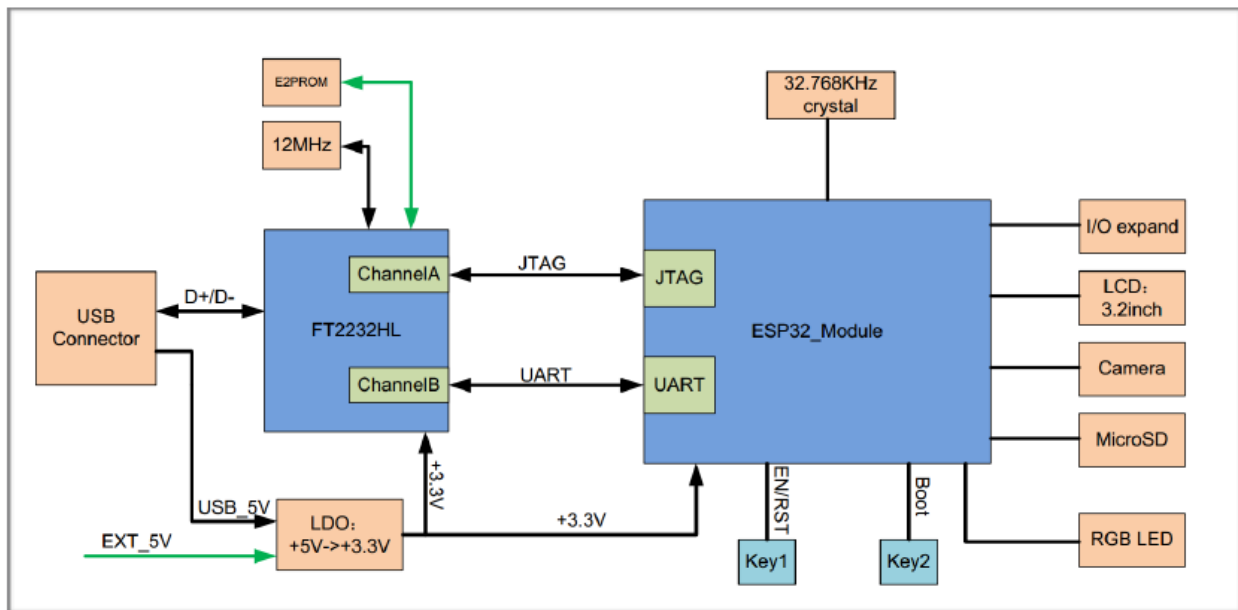 E2PROM
12MHz
32.768KHz
crystal
I/O expand
LCD：
3.2inch
Camera
MicroSD
RGB LED
ChannelA
JTAG
JTAG
USB
Connector
D+/D-
FT2232HL
ESP32_Module
ChannelB
UART
UART
+3.3V
USB_5V
EXT_5V
LDO：
+5V->+3.3V
+3.3V
EN/RST
Boot
Key1
Key2